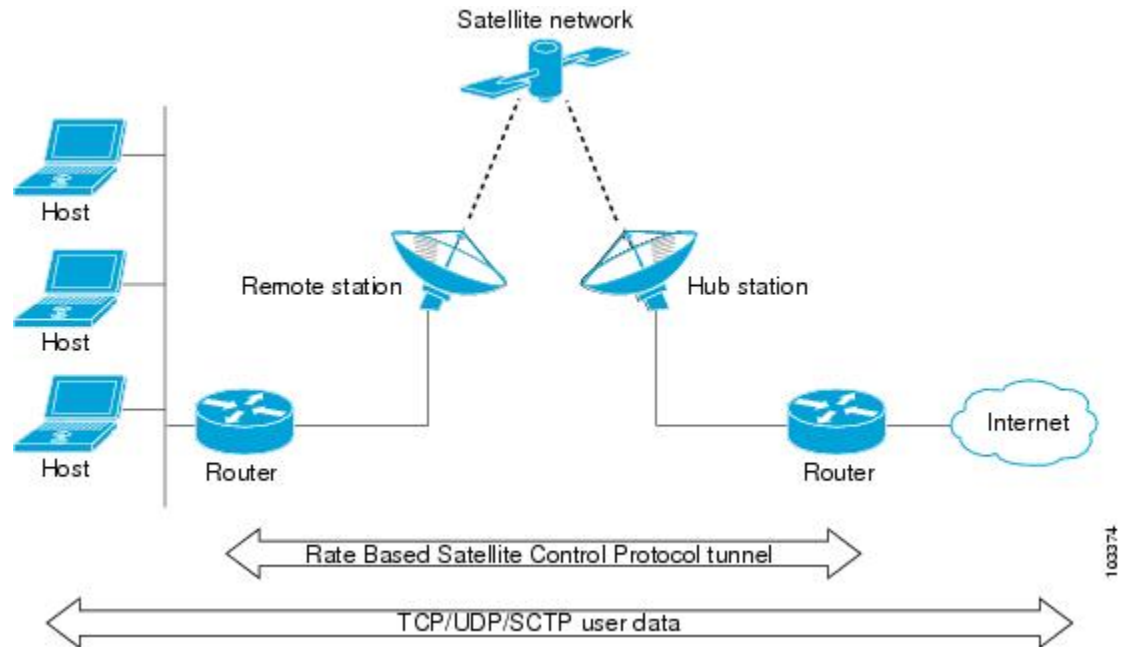 Satellite network
Host
Remote station
Hub station
Host
Internet
Host
Router
Router
Rate Based Satellite Control Protocol tunnel
TCP/UDP/SCTP user data
103374